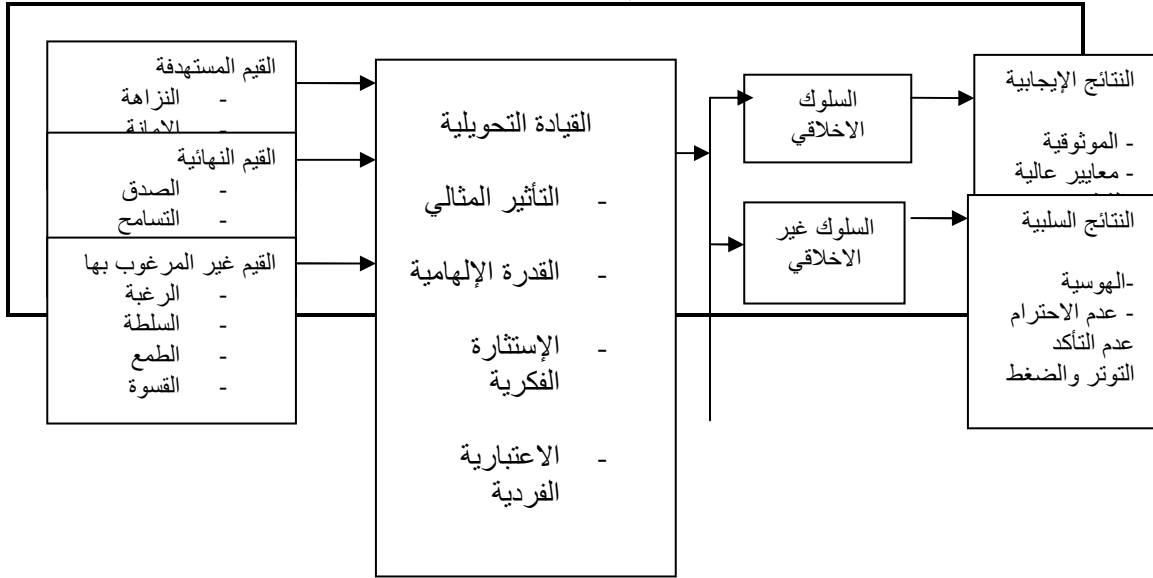 القيم المستهدفة
- النزاهة
- الامانة
القيم النهائية
- الصدق
- التسامح
القيم غير المرغوب بها
- الرغبة
- السلطة
- الطمع
- القسوة
القيادة التحويلية
- التأثير المثالي
- القدرة الإلهامية
- الإستثارة
الفكرية
- الاعتبارية
الفردية
السلوك
الاخلاقي
السلوك غير
الاخلاقي
النتائج الإيجابية
- الموثوقية
- معايير عالية
النتائج السلبية
-الهوسية
- عدم الاحترام
عدم التأكد
التوتر والضغط